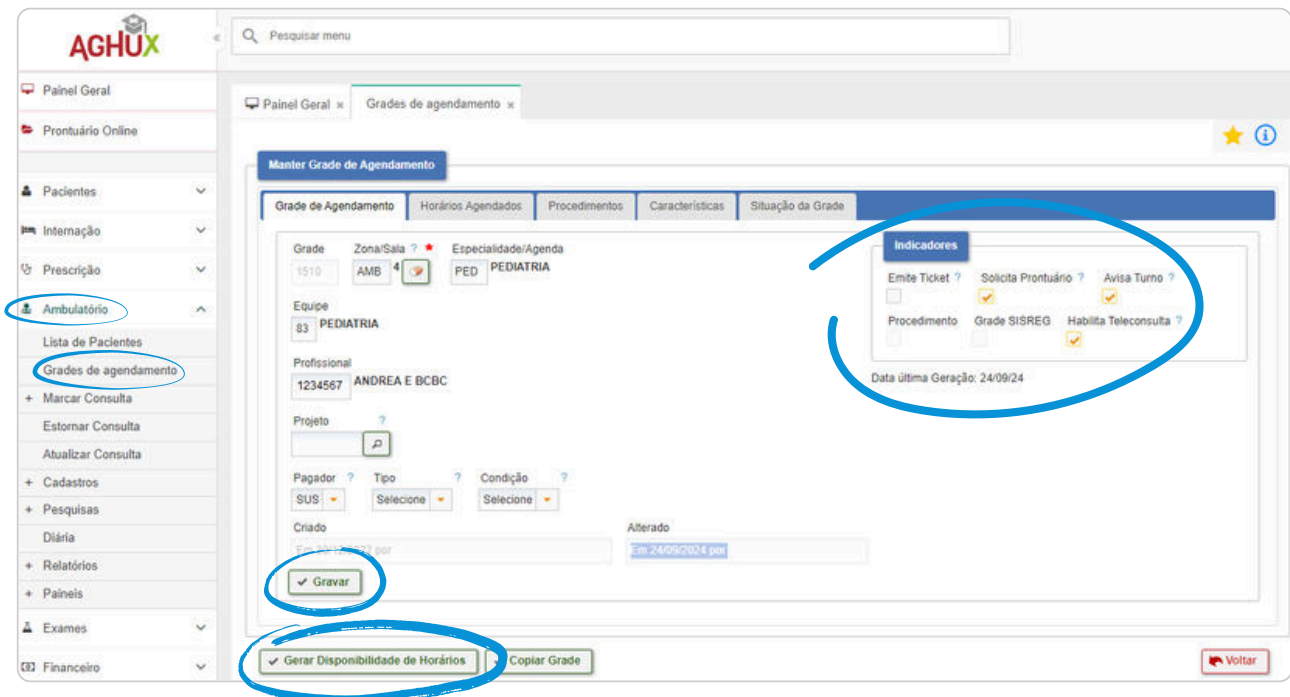 AGHUX
Pesquisar menu
Painel Geral
Prontuário Online
Pacientes
Internação
Prescrição
Ambulatório
Lista de Pacientes
Grades de agendamento
+ Marcar Consulta
Estornar Consulta
Atualizar Consulta
+ Cadastros
+ Pesquisas
Diária
+ Relatórios
+ Paineis
Exames
Financeiro
Painel Geral × Grades de agendamento ×
Manter Grade de Agendamento
Grade de Agendamento Horários Agendados Procedimentos Características Situação da Grade
Grade Zona/Sala ? * Especialidade/Agenda
1510 AMB 4 PED PEDIATRIA
Equipe
83 PEDIATRIA
Profissional
1234567 ANDREA E BCBC
Projeto ?
Pagador ? Tipo ? Condição ?
SUS Selecione Selecione
Criado Alterado
Em por Em 24/09/2024 por
Gravar
Indicadores
Emite Ticket ? Solicita Prontuário ? Avisa Turno ?
Procedimento Grade SISREG Habilita Teleconsulta ?
Data última Geração: 24/09/24
Gerar Disponibilidade de Horários Copiar Grade Voltar